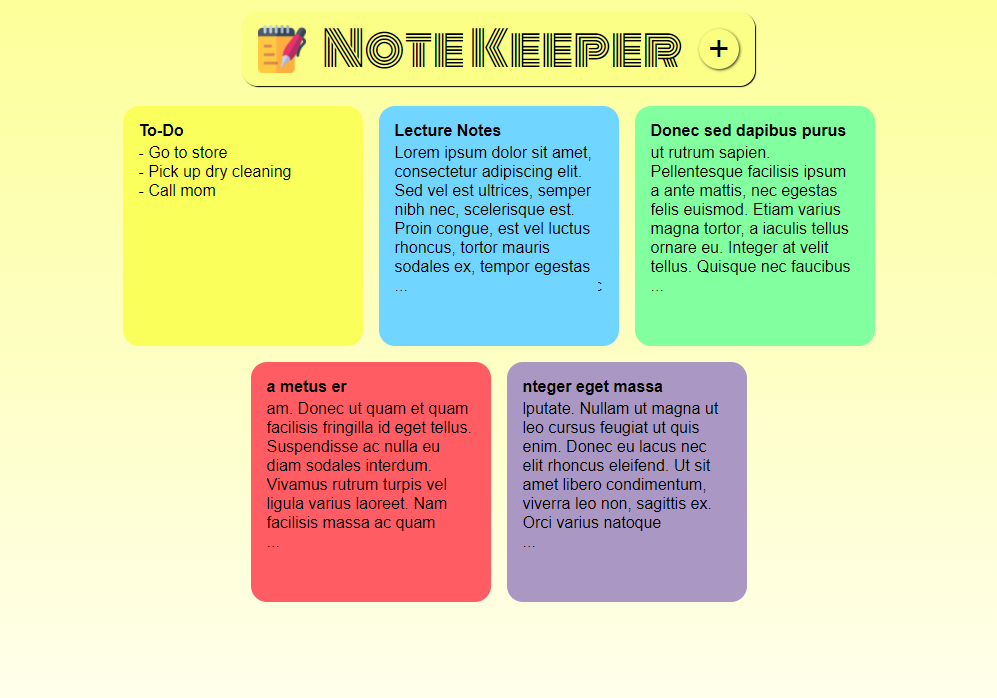 NoteKeeper +
To-Do
- Go to store
- Pick up dry cleaning
- Call mom
Lecture Notes
Lorem ipsum dolor sit amet,
consectetur adipiscing elit.
Sed vel est ultrices, semper
nibh nec, scelerisque est.
Proin congue, est vel luctus
rhoncus, tortor mauris
sodales ex, tempor egestas
...
Donec sed dapibus purus
ut rutrum sapien.
Pellentesque facilisis ipsum
a ante mattis, nec egestas
felis euismod. Etiam varius
magna tortor, a iaculis tellus
ornare eu. Integer at velit
tellus. Quisque nec faucibus
...
a metus er
am. Donec ut quam et quam
facilisis fringilla id eget tellus.
Suspendisse ac nulla eu
diam sodales interdum.
Vivamus rutrum turpis vel
ligula varius laoreet. Nam
facilisis massa ac quam
...
nteger eget massa
lputate. Nullam ut magna ut
leo cursus feugiat ut quis
enim. Donec eu lacus nec
elit rhoncus eleifend. Ut sit
amet libero condimentum,
viverra leo non, sagittis ex.
Orci varius natoque
...